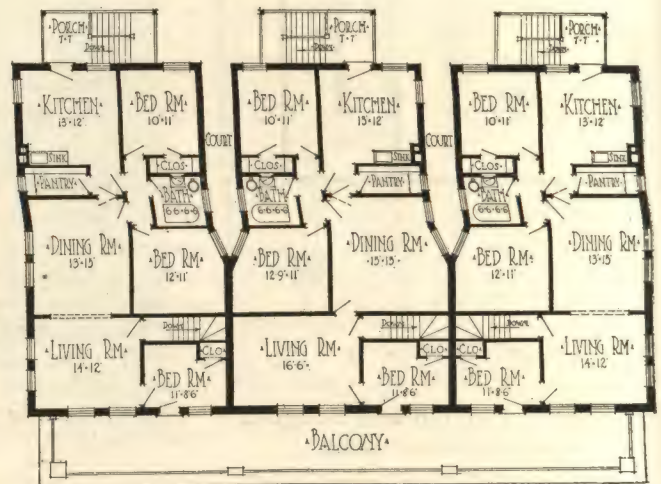 PORCH
7·7
DOWN
DOWN
PORCH
7·7
DOWN
PORCH
7·7
KITCHEN
13·12
BED RM
10·11
BED RM
10·11
KITCHEN
15·12
BED RM
10·11
KITCHEN
13·12
COURT
COURT
SINK
CLOS
CLOS
SINK
CLOS
SINK
PANTRY
BATH
6·6·6·6
BATH
6·6·6·6
PANTRY
BATH
6·6·6·6
PANTRY
DINING RM
13·15
BED RM
12·11
BED RM
12·9·11
DINING RM
15·15
BED RM
12·11
DINING RM
13·15
DOWN
DOWN
DOWN
LIVING RM
14·12
CLO
BED RM
11·8·6
LIVING RM
16·6
CLO
BED RM
11·8·6
CLO
BED RM
11·8·6
LIVING RM
14·12
BALCONY